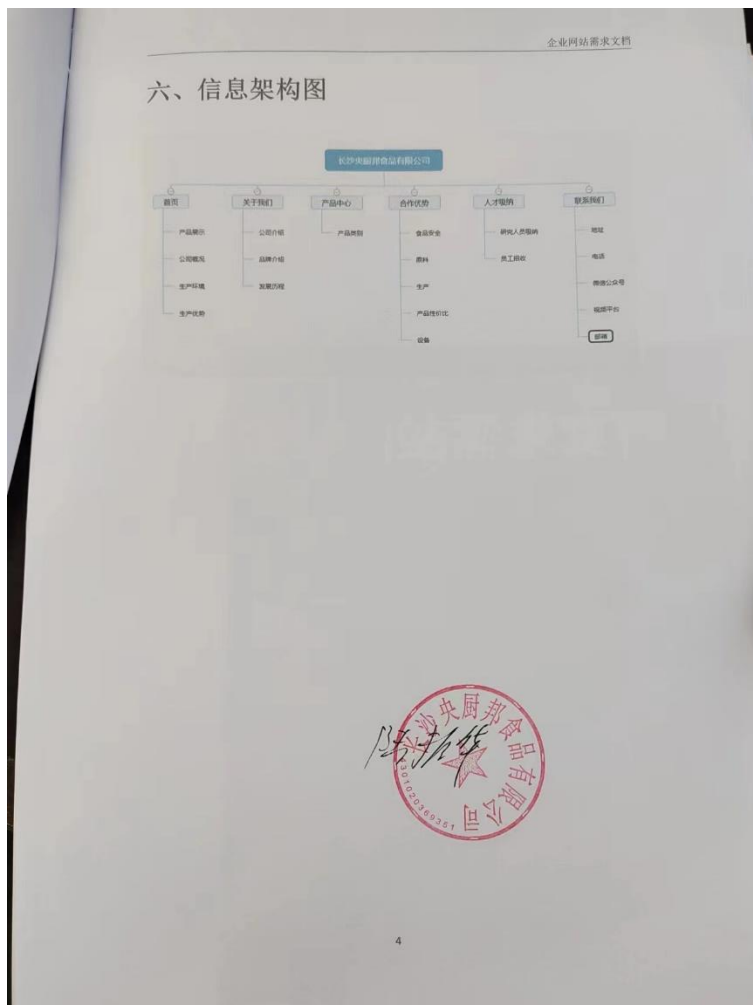 企业网站需求文档
六、信息架构图
长沙央厨邦食品有限公司
首页 关于我们 产品中心 合作优势 人才吸纳 联系我们
产品展示 公司介绍 产品类别 食品安全 研究人员吸纳 地址
公司概况 品牌介绍 原料 员工招收 电话
生产环境 发展历程 生产 微信公众号
生产优势 产品性价比 视频平台
设备 邮箱
长沙央厨邦食品有限公司
4